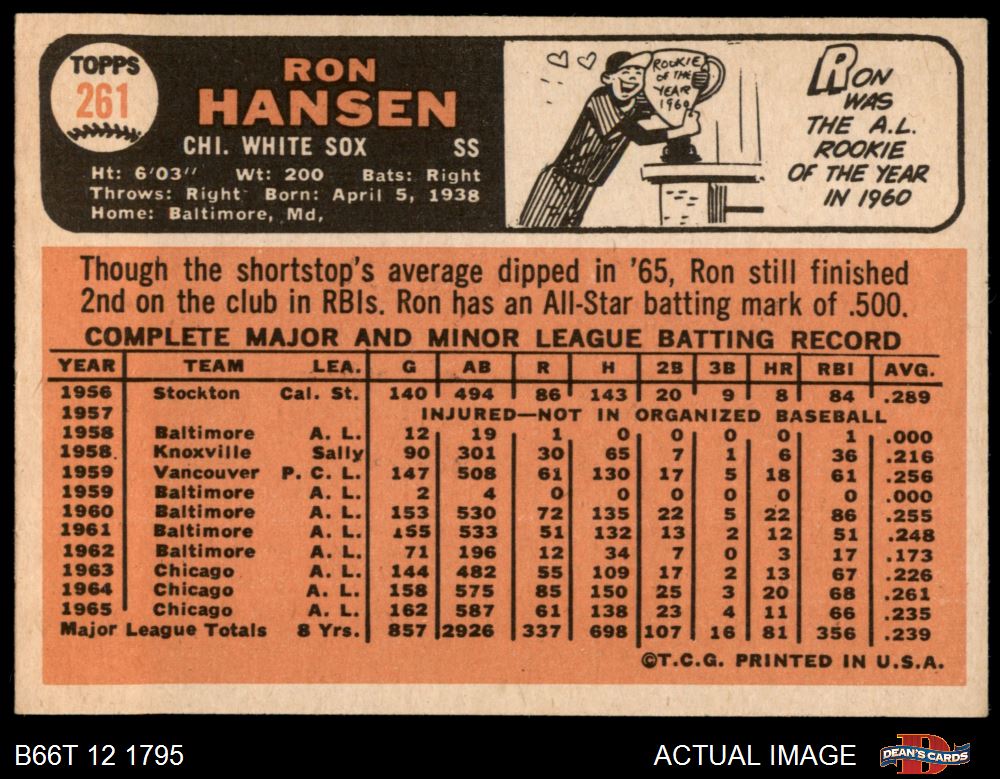 TOPPS
261
RON
HANSEN
CHI. WHITE SOX SS
Ht: 6'03" Wt: 200 Bats: Right
Throws: Right Born: April 5, 1938
Home: Baltimore, Md,
ROOKIE
OF THE
YEAR
1960
RON
WAS
THE A.L.
ROOKIE
OF THE YEAR
IN 1960
Though the shortstop's average dipped in '65, Ron still finished
2nd on the club in RBIs. Ron has an All-Star batting mark of .500.
COMPLETE MAJOR AND MINOR LEAGUE BATTING RECORD
YEAR TEAM LEA. G AB R H 2B 3B HR RBI AVG.
1956 Stockton Cal. St. 140 494 86 143 20 9 8 84 .289
1957 INJURED—NOT IN ORGANIZED BASEBALL
1958 Baltimore A. L. 12 19 1 0 0 0 0 1 .000
1958 Knoxville Sally 90 301 30 65 7 1 6 36 .216
1959 Vancouver P. C. L. 147 508 61 130 17 5 18 61 .256
1959 Baltimore A. L. 2 4 0 0 0 0 0 0 .000
1960 Baltimore A. L. 153 530 72 135 22 5 22 86 .255
1961 Baltimore A. L. 155 533 51 132 13 2 12 51 .248
1962 Baltimore A. L. 71 196 12 34 7 0 3 17 .173
1963 Chicago A. L. 144 482 55 109 17 2 13 67 .226
1964 Chicago A. L. 158 575 85 150 25 3 20 68 .261
1965 Chicago A. L. 162 587 61 138 23 4 11 66 .235
Major League Totals 8 Yrs. 857 2926 337 698 107 16 81 356 .239
©T.C.G. PRINTED IN U.S.A.
B66T 12 1795 ACTUAL IMAGE DEAN'S CARDS